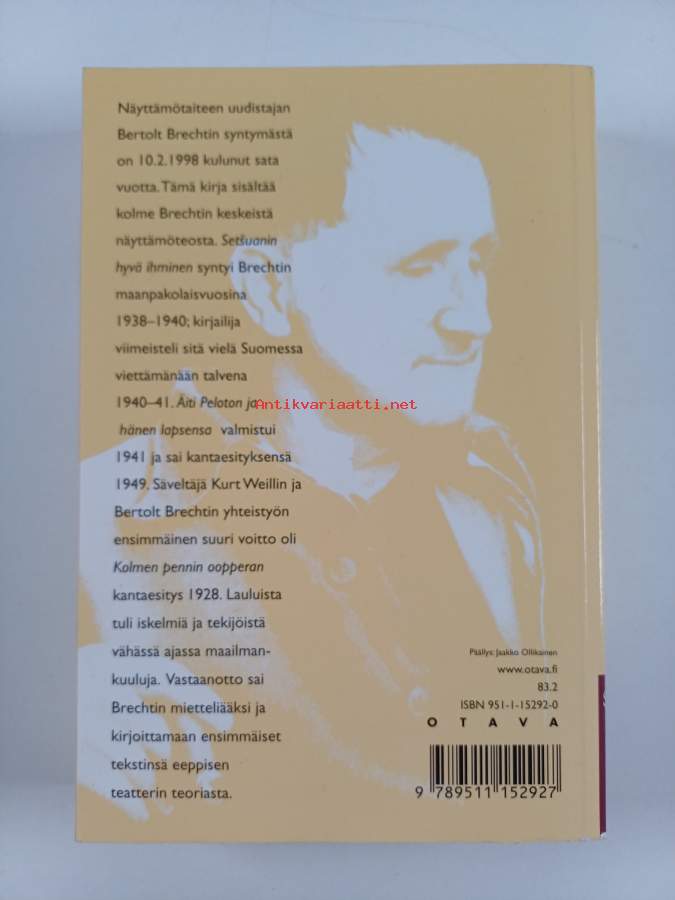 Näyttämötaiteen uudistajan
Bertolt Brechtin syntymästä
on 10.2.1998 kulunut sata
vuotta. Tämä kirja sisältää
kolme Brechtin keskeistä
näyttämöteosta. Setšuanin
hyvä ihminen syntyi Brechtin
maanpakolaisvuosina
1938–1940; kirjailija
viimeisteli sitä vielä Suomessa
viettämänään talvena
1940–41. Äiti Peloton ja
hänen lapsensa valmistui
1941 ja sai kantaesityksensä
1949. Säveltäjä Kurt Weillin ja
Bertolt Brechtin yhteistyön
ensimmäinen suuri voitto oli
Kolmen pennin oopperan
kantaesitys 1928. Lauluista
tuli iskelmiä ja tekijöistä
vähässä ajassa maailman-
kuuluja. Vastaanotto sai
Brechtin mietteliääksi ja
kirjoittamaan ensimmäiset
tekstinsä eeppisen
teatterin teoriasta.
Antikvariaatti.net
Päällys: Jaakko Ollikainen
www.otava.fi
83.2
ISBN 951-1-15292-0
OTAVA
9 789511 152927